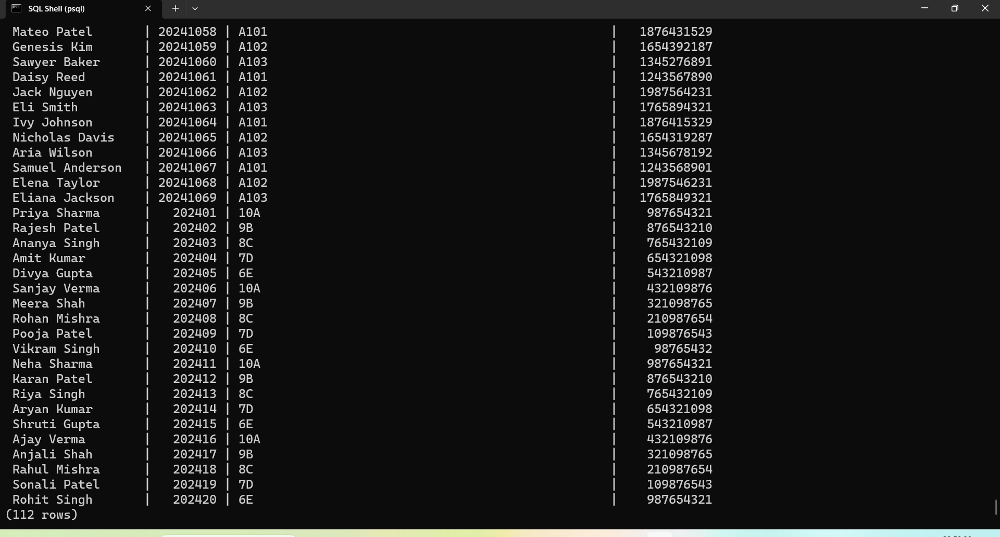 SQL Shell (psql)
Mateo Patel | 20241058 | A101 | 1876431529
Genesis Kim | 20241059 | A102 | 1654392187
Sawyer Baker | 20241060 | A103 | 1345276891
Daisy Reed | 20241061 | A101 | 1243567890
Jack Nguyen | 20241062 | A102 | 1987564231
Eli Smith | 20241063 | A103 | 1765894321
Ivy Johnson | 20241064 | A101 | 1876415329
Nicholas Davis | 20241065 | A102 | 1654319287
Aria Wilson | 20241066 | A103 | 1345678192
Samuel Anderson | 20241067 | A101 | 1243568901
Elena Taylor | 20241068 | A102 | 1987546231
Eliana Jackson | 20241069 | A103 | 1765849321
Priya Sharma | 202401 | 10A | 987654321
Rajesh Patel | 202402 | 9B | 876543210
Ananya Singh | 202403 | 8C | 765432109
Amit Kumar | 202404 | 7D | 654321098
Divya Gupta | 202405 | 6E | 543210987
Sanjay Verma | 202406 | 10A | 432109876
Meera Shah | 202407 | 9B | 321098765
Rohan Mishra | 202408 | 8C | 210987654
Pooja Patel | 202409 | 7D | 109876543
Vikram Singh | 202410 | 6E | 98765432
Neha Sharma | 202411 | 10A | 987654321
Karan Patel | 202412 | 9B | 876543210
Riya Singh | 202413 | 8C | 765432109
Aryan Kumar | 202414 | 7D | 654321098
Shruti Gupta | 202415 | 6E | 543210987
Ajay Verma | 202416 | 10A | 432109876
Anjali Shah | 202417 | 9B | 321098765
Rahul Mishra | 202418 | 8C | 210987654
Sonali Patel | 202419 | 7D | 109876543
Rohit Singh | 202420 | 6E | 987654321
(112 rows)